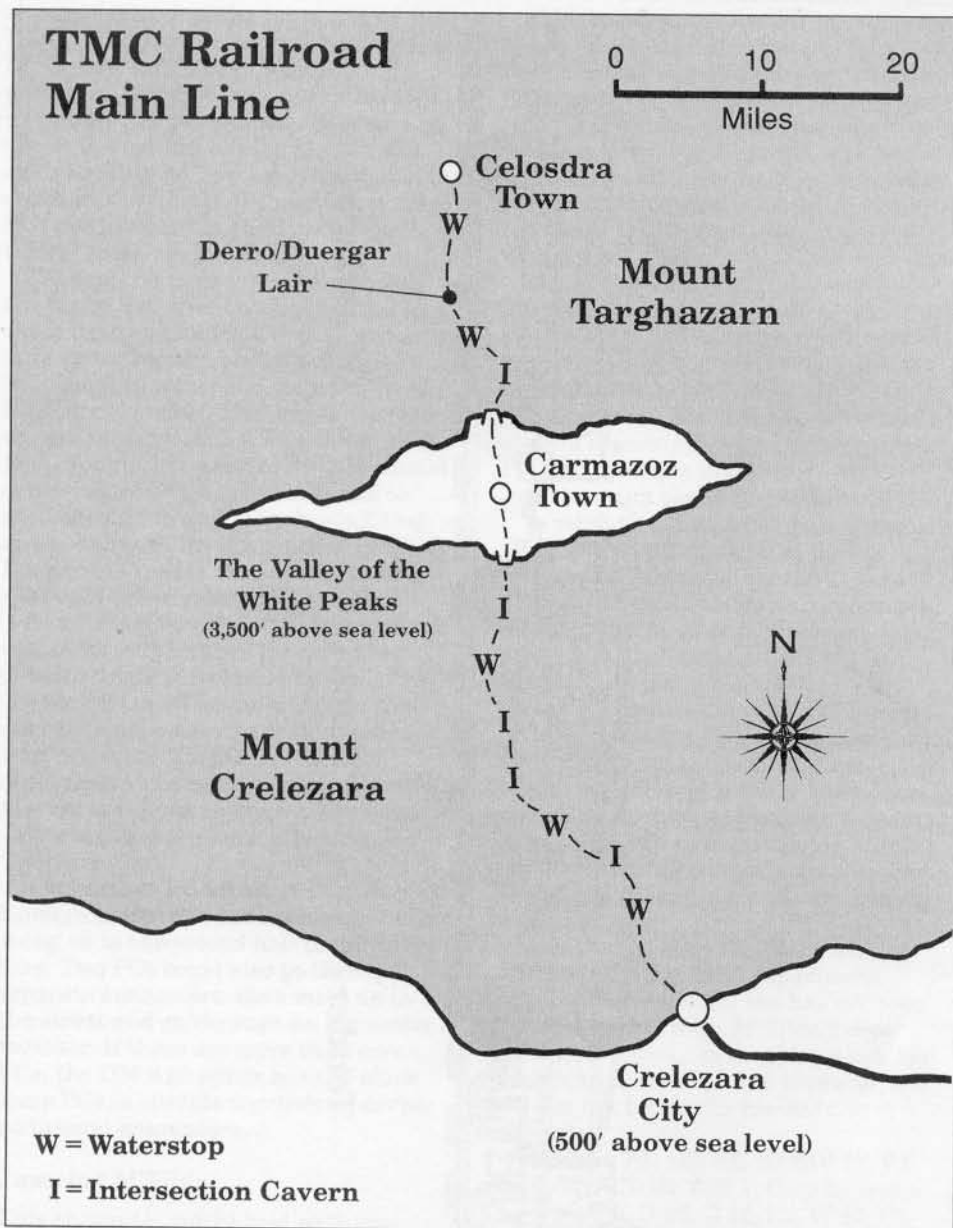 TMC Railroad
Main Line
0 10 20
Miles
Celosdra
Town
W
Derro/Duergar
Lair
Mount
Targhazarn
W
I
Carmazoz
Town
The Valley of the
White Peaks
(3,500' above sea level)
I
W
N
I
Mount
Crelezara
I
W
I
W
Crelezara
City
(500' above sea level)
W = Waterstop
I = Intersection Cavern